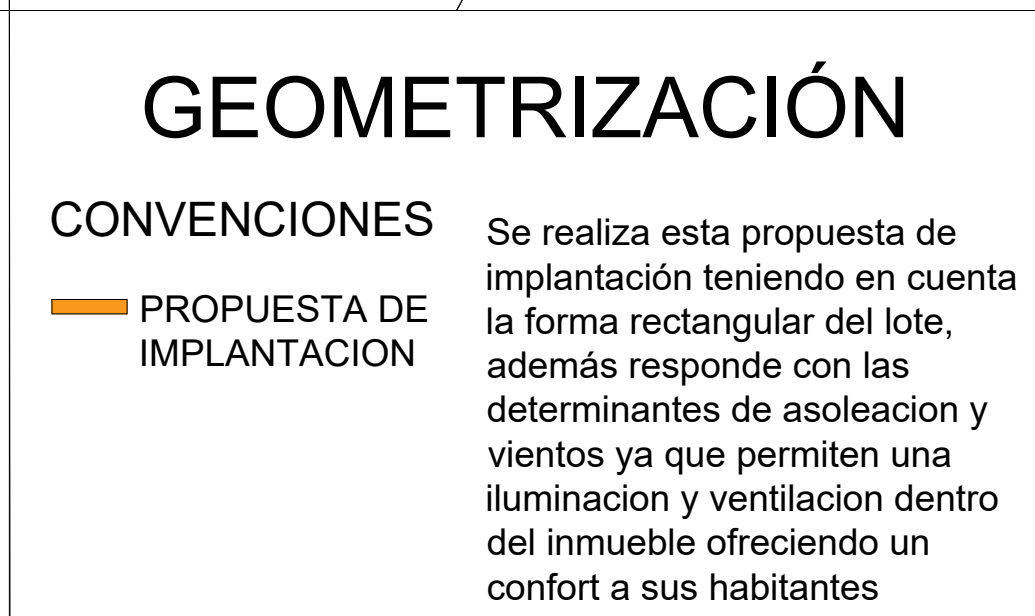 GEOMETRIZACIÓN
CONVENCIONES
PROPUESTA DE
IMPLANTACION
Se realiza esta propuesta de
implantación teniendo en cuenta
la forma rectangular del lote,
además responde con las
determinantes de asoleacion y
vientos ya que permiten una
iluminacion y ventilacion dentro
del inmueble ofreciendo un
confort a sus habitantes